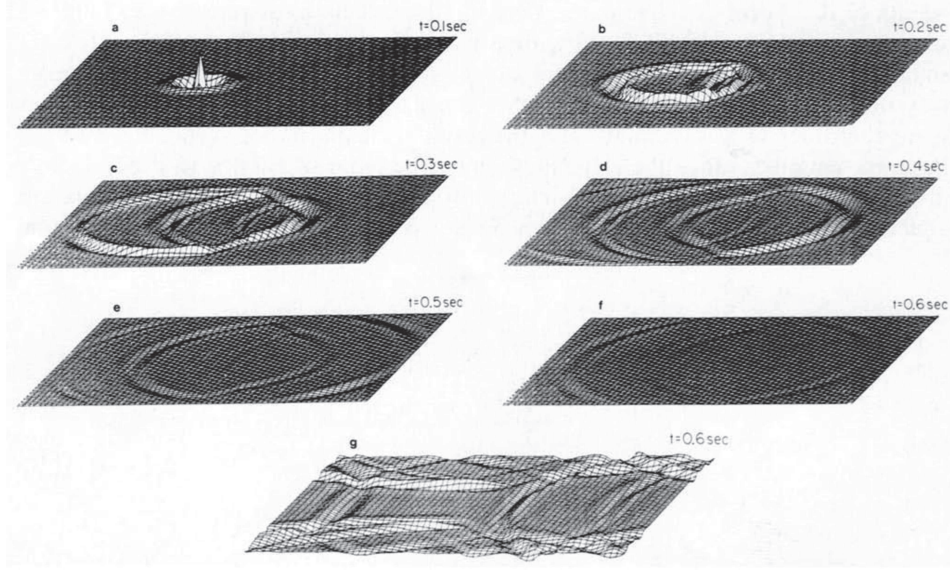 a t=0.1sec
b t=0.2sec
c t=0.3sec
d t=0.4sec
e t=0.5sec
f t=0.6sec
g t=0.6sec